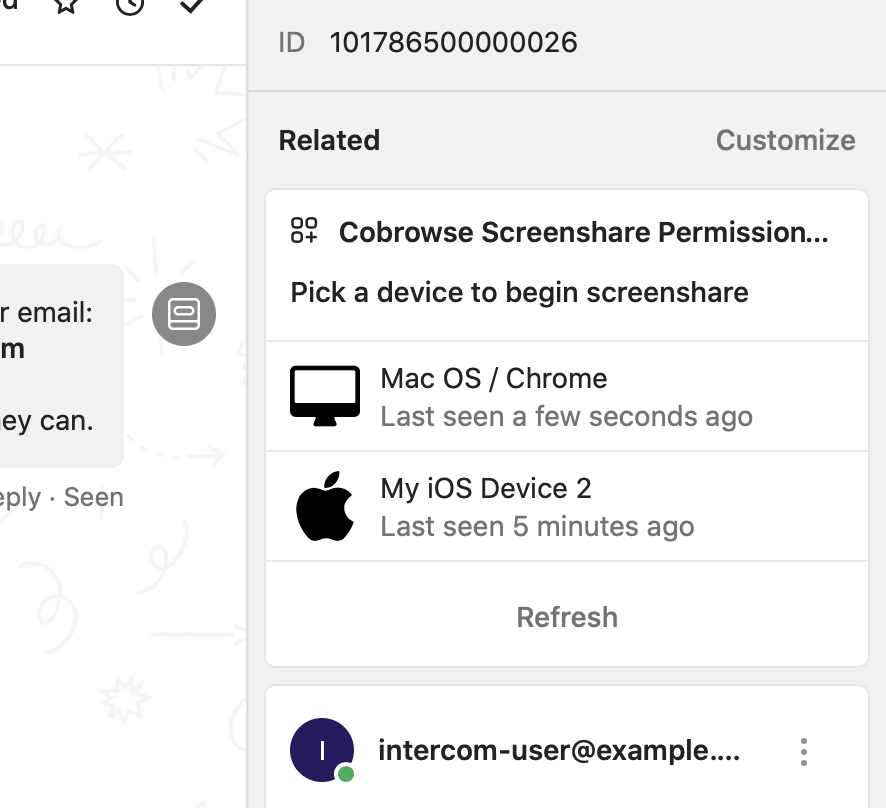 ID 101786500000026
Related
Customize
Cobrowse Screenshare Permission...
Pick a device to begin screenshare
r email:
m
Mac OS / Chrome
Last seen a few seconds ago
ey can.
My iOS Device 2
eply · Seen
Last seen 5 minutes ago
Refresh
I
intercom-user@example....